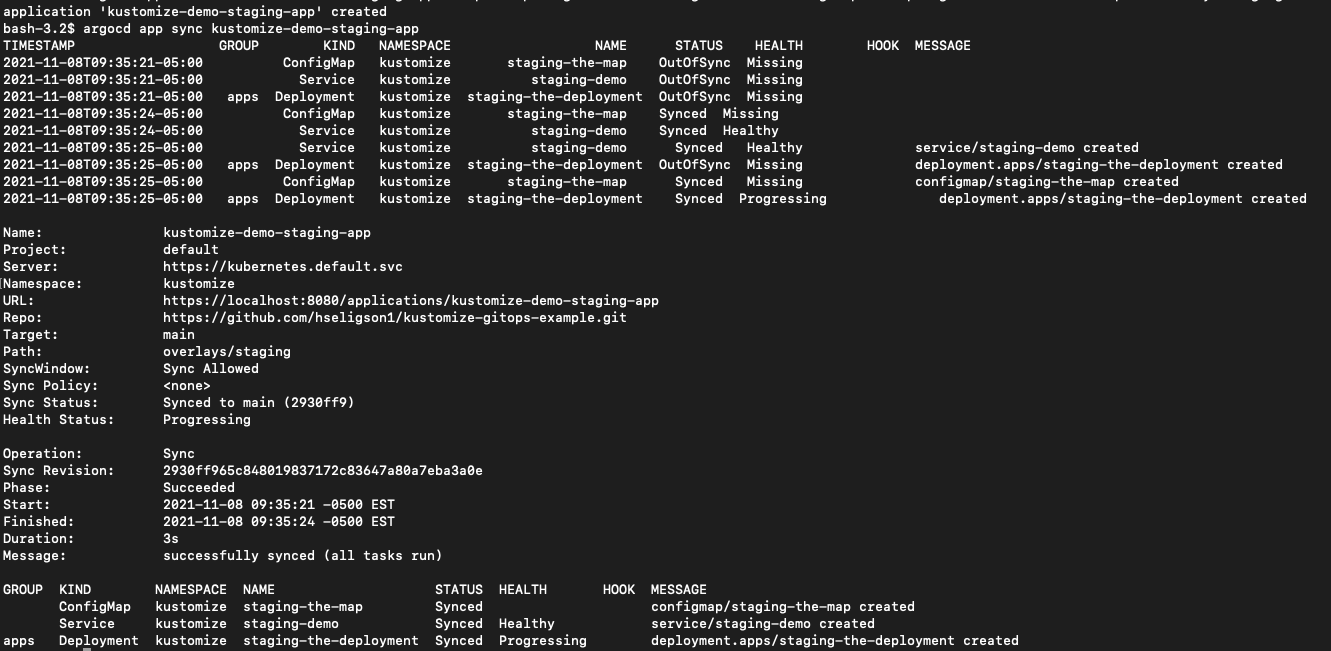 application 'kustomize-demo-staging-app' created
bash-3.2$ argocd app sync kustomize-demo-staging-app
TIMESTAMP GROUP KIND NAMESPACE NAME STATUS HEALTH HOOK MESSAGE
2021-11-08T09:35:21-05:00 ConfigMap kustomize staging-the-map OutOfSync Missing
2021-11-08T09:35:21-05:00 Service kustomize staging-demo OutOfSync Missing
2021-11-08T09:35:21-05:00 apps Deployment kustomize staging-the-deployment OutOfSync Missing
2021-11-08T09:35:24-05:00 ConfigMap kustomize staging-the-map Synced Missing
2021-11-08T09:35:24-05:00 Service kustomize staging-demo Synced Healthy
2021-11-08T09:35:25-05:00 Service kustomize staging-demo Synced Healthy service/staging-demo created
2021-11-08T09:35:25-05:00 apps Deployment kustomize staging-the-deployment OutOfSync Missing deployment.apps/staging-the-deployment created
2021-11-08T09:35:25-05:00 ConfigMap kustomize staging-the-map Synced Missing configmap/staging-the-map created
2021-11-08T09:35:25-05:00 apps Deployment kustomize staging-the-deployment Synced Progressing deployment.apps/staging-the-deployment created
Name: kustomize-demo-staging-app
Project: default
Server: https://kubernetes.default.svc
Namespace: kustomize
URL: https://localhost:8080/applications/kustomize-demo-staging-app
Repo: https://github.com/hseligson1/kustomize-gitops-example.git
Target: main
Path: overlays/staging
SyncWindow: Sync Allowed
Sync Policy: <none>
Sync Status: Synced to main (2930ff9)
Health Status: Progressing
Operation: Sync
Sync Revision: 2930ff965c848019837172c83647a80a7eba3a0e
Phase: Succeeded
Start: 2021-11-08 09:35:21 -0500 EST
Finished: 2021-11-08 09:35:24 -0500 EST
Duration: 3s
Message: successfully synced (all tasks run)
GROUP KIND NAMESPACE NAME STATUS HEALTH HOOK MESSAGE
ConfigMap kustomize staging-the-map Synced configmap/staging-the-map created
Service kustomize staging-demo Synced Healthy service/staging-demo created
apps Deployment kustomize staging-the-deployment Synced Progressing deployment.apps/staging-the-deployment created